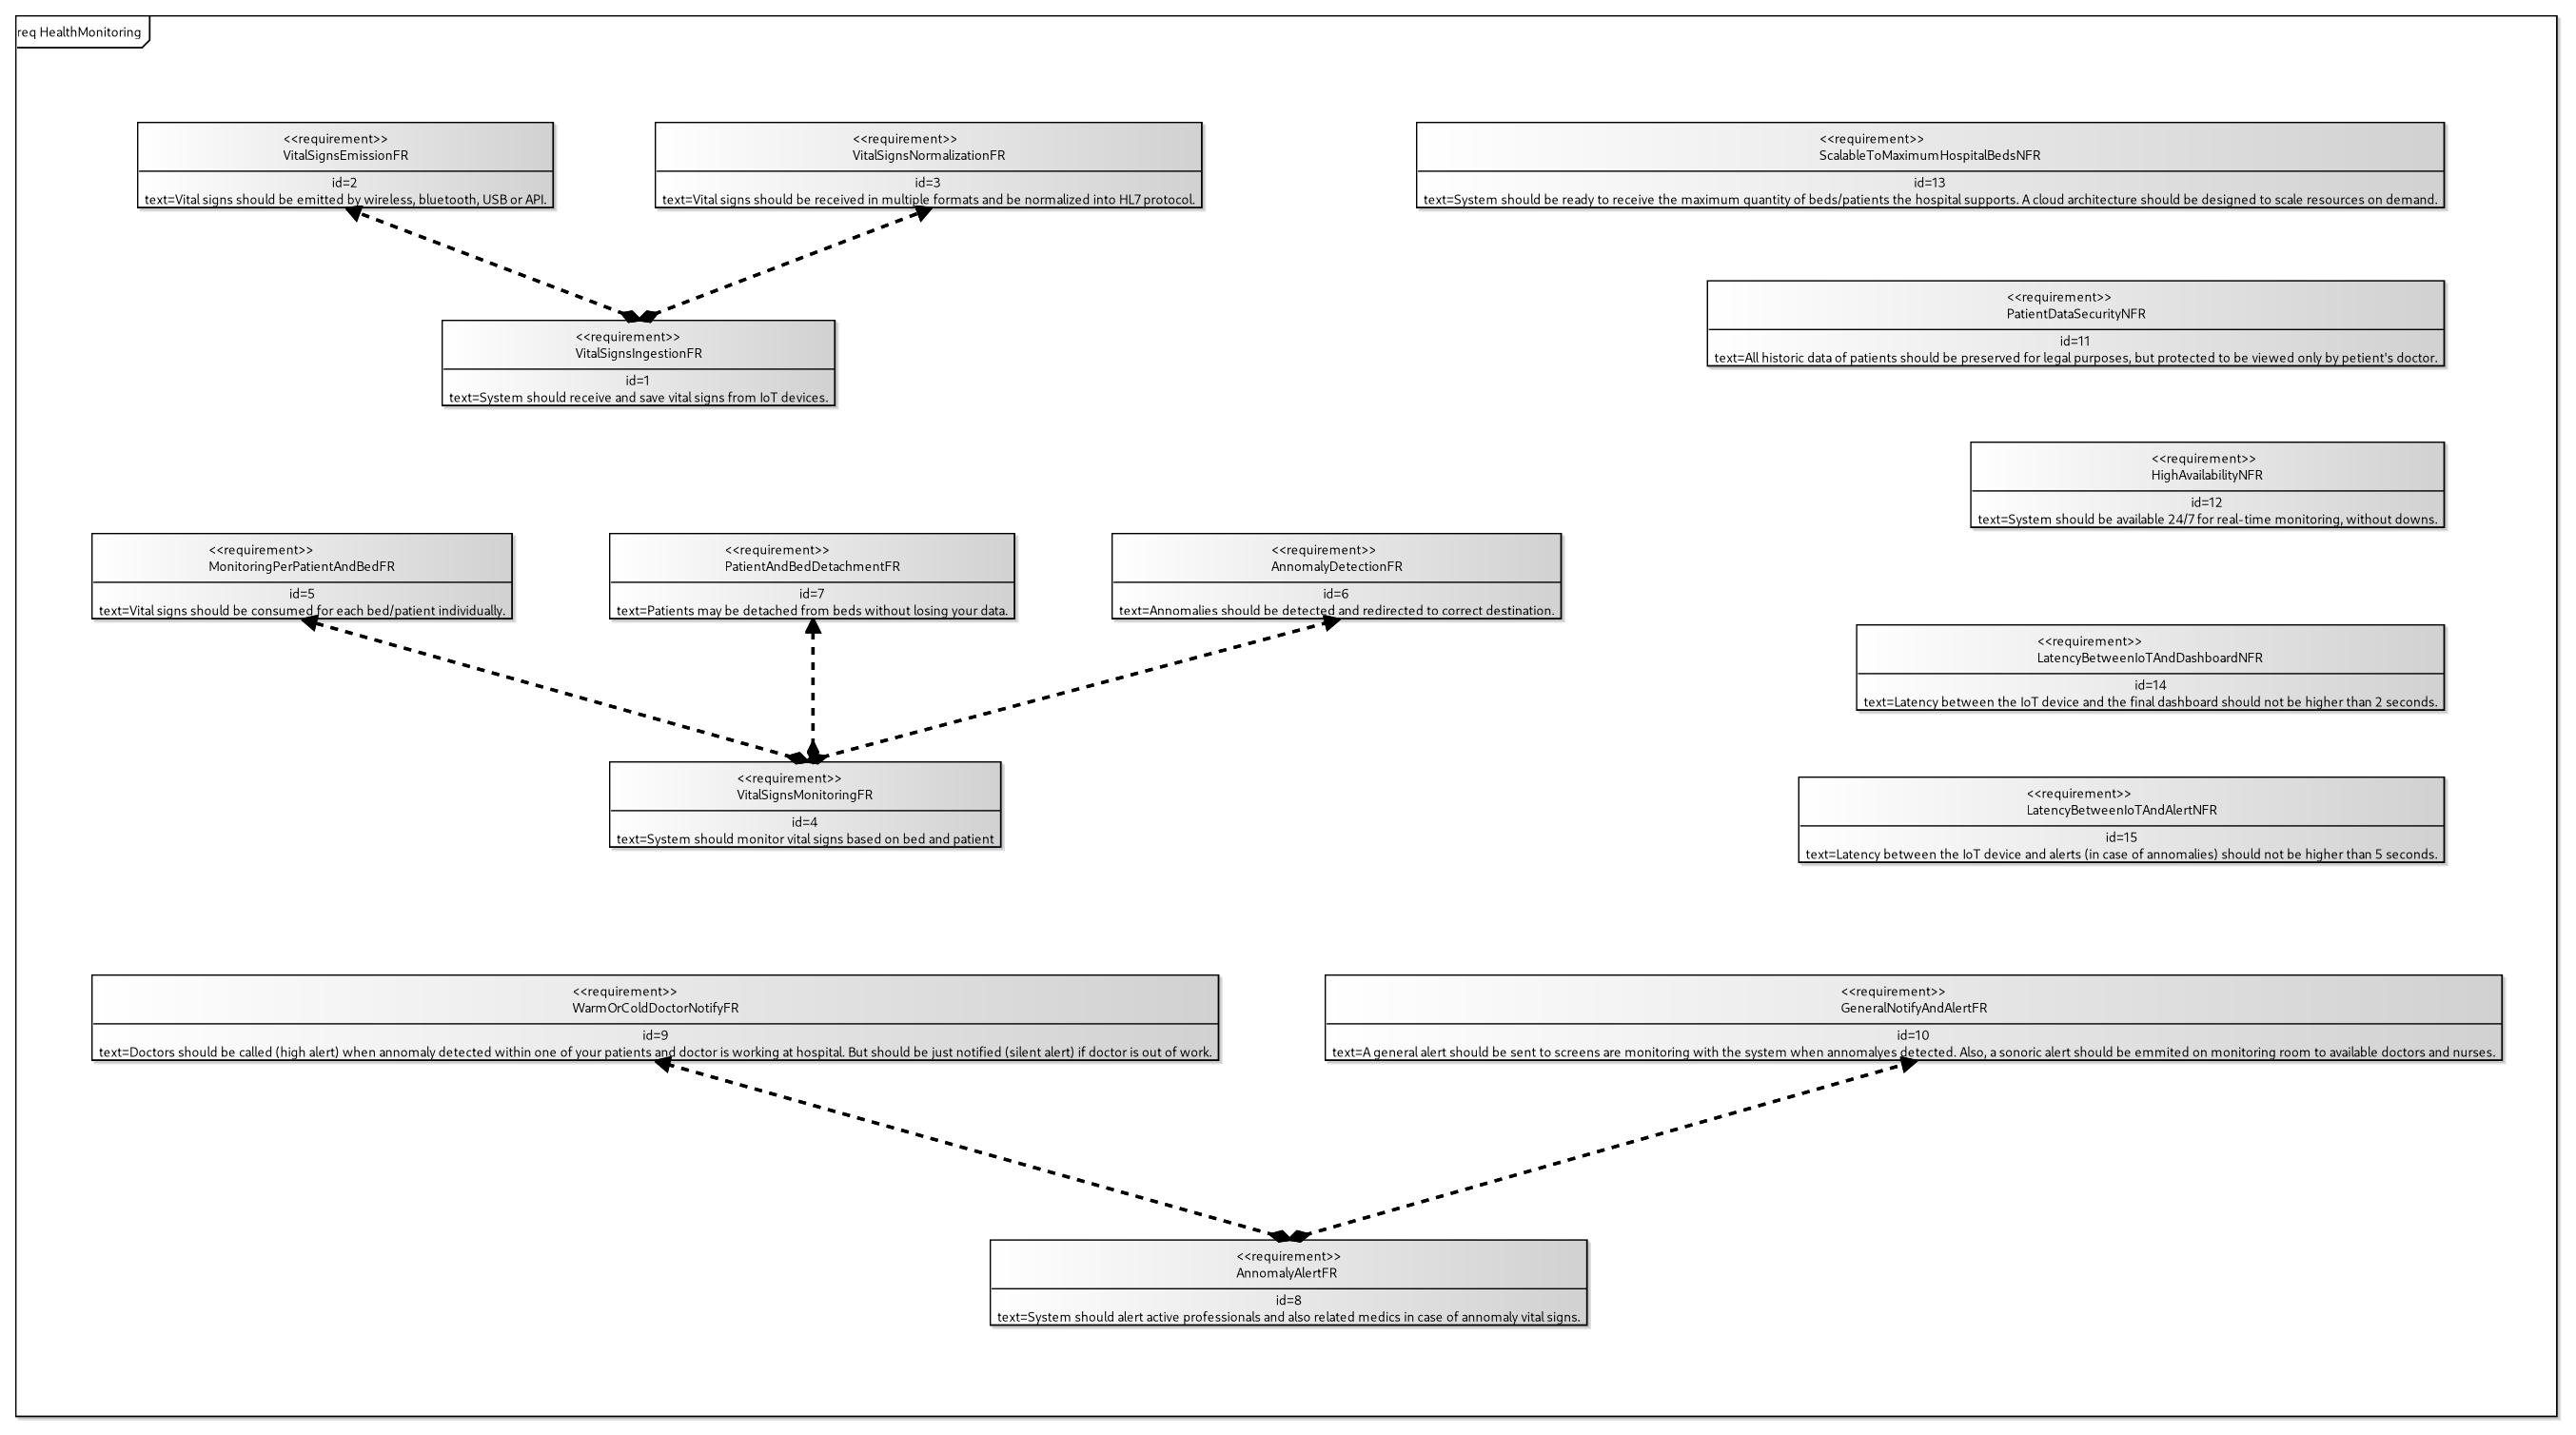 req HealthMonitoring
<<requirement>>
VitalSignsEmissionFR
id=2
text=Vital signs should be emitted by wireless, bluetooth, USB or API.
<<requirement>>
VitalSignsNormalizationFR
id=3
text=Vital signs should be received in multiple formats and be normalized into HL7 protocol.
<<requirement>>
ScalableToMaximumHospitalBedsNFR
id=13
text=System should be ready to receive the maximum quantity of beds/patients the hospital supports. A cloud architecture should be designed to scale resources on demand.
<<requirement>>
PatientDataSecurityNFR
id=11
text=All historic data of patients should be preserved for legal purposes, but protected to be viewed only by petient's doctor.
<<requirement>>
VitalSignsIngestionFR
id=1
text=System should receive and save vital signs from IoT devices.
<<requirement>>
HighAvailabilityNFR
id=12
text=System should be available 24/7 for real-time monitoring, without downs.
<<requirement>>
MonitoringPerPatientAndBedFR
id=5
text=Vital signs should be consumed for each bed/patient individually.
<<requirement>>
PatientAndBedDetachmentFR
id=7
text=Patients may be detached from beds without losing your data.
<<requirement>>
AnnomalyDetectionFR
id=6
text=Annomalies should be detected and redirected to correct destination.
<<requirement>>
LatencyBetweenIoTAndDashboardNFR
id=14
text=Latency between the IoT device and the final dashboard should not be higher than 2 seconds.
<<requirement>>
VitalSignsMonitoringFR
id=4
text=System should monitor vital signs based on bed and patient
<<requirement>>
LatencyBetweenIoTAndAlertNFR
id=15
text=Latency between the IoT device and alerts (in case of annomalies) should not be higher than 5 seconds.
<<requirement>>
WarmOrColdDoctorNotifyFR
id=9
text=Doctors should be called (high alert) when annomaly detected within one of your patients and doctor is working at hospital. But should be just notified (silent alert) if doctor is out of work.
<<requirement>>
GeneralNotifyAndAlertFR
id=10
text=A general alert should be sent to screens are monitoring with the system when annomalyes detected. Also, a sonoric alert should be emmited on monitoring room to available doctors and nurses.
<<requirement>>
AnnomalyAlertFR
id=8
text=System should alert active professionals and also related medics in case of annomaly vital signs.